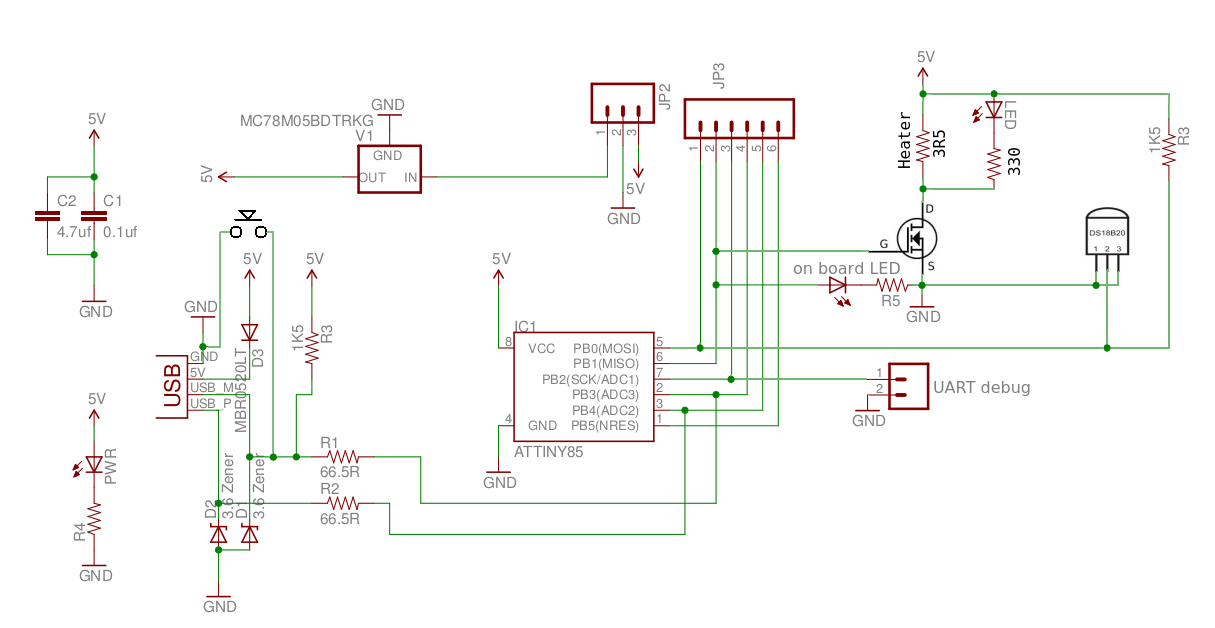 5V
C2
C1
4.7uf
0.1uf
GND
GND
MC78M05BDTRKG
V1
GND
OUT
IN
5V
JP2
1
2
3
5V
GND
JP3
1
2
3
4
5
6
5V
Heater
3R5
LED
330
1K5
R3
D
G
S
DS18B20
1 2 3
on board LED
R5
GND
5V
5V
1K5
R3
GND
D3
MBR0520LT
USB
GND
5V
USB_M
USB_P
5V
IC1
8
VCC
4
GND
PB0(MOSI)
5
PB1(MISO)
6
PB2(SCK/ADC1)
7
PB3(ADC3)
2
PB4(ADC2)
3
PB5(NRES)
1
ATTINY85
GND
1
2
UART debug
GND
5V
PWR
R4
GND
R1
66.5R
R2
66.5R
D2
3.6 Zener
D1
3.6 Zener
GND